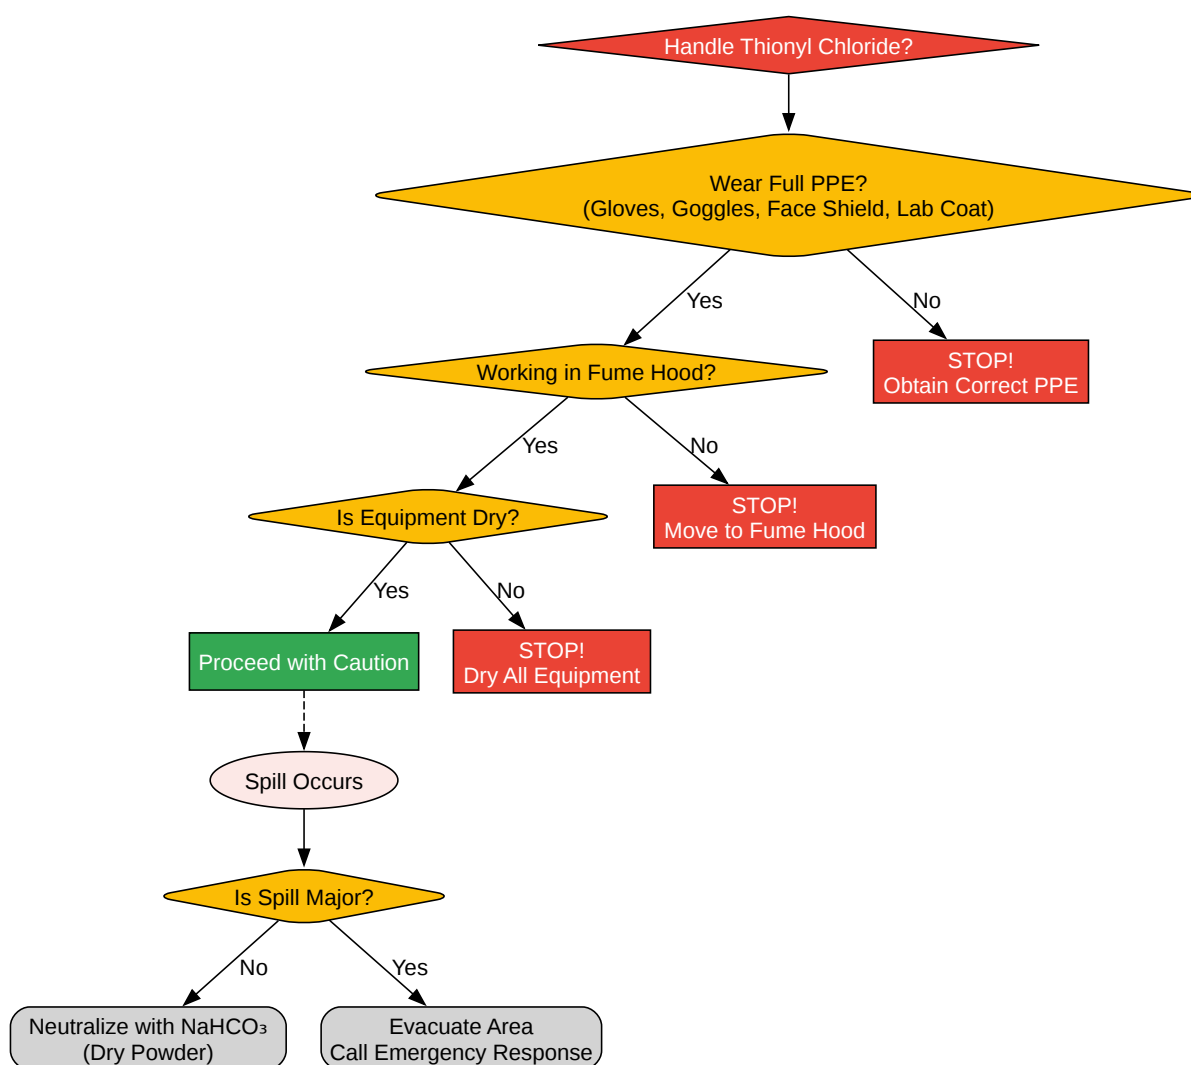 Handle Thionyl Chloride?
Wear Full PPE?
(Gloves, Goggles, Face Shield, Lab Coat)
Yes
No
Working in Fume Hood?
STOP!
Obtain Correct PPE
Yes
No
Is Equipment Dry?
STOP!
Move to Fume Hood
Yes
No
Proceed with Caution
STOP!
Dry All Equipment
Spill Occurs
Is Spill Major?
No
Yes
Neutralize with NaHCO₃
(Dry Powder)
Evacuate Area
Call Emergency Response